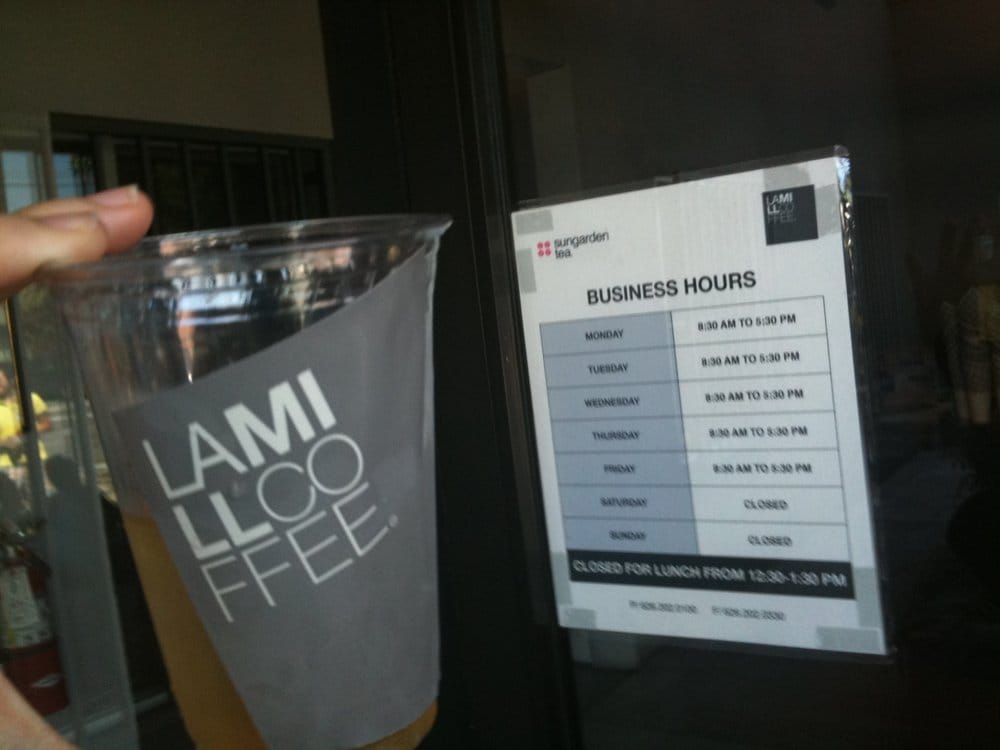 LAMI
LLCO
FFEE.®
sungarden
tea.
LAMI
LLCO
FFEE.
BUSINESS HOURS
MONDAY 8:30 AM TO 5:30 PM
TUESDAY 8:30 AM TO 5:30 PM
WEDNESDAY 8:30 AM TO 5:30 PM
THURSDAY 8:30 AM TO 5:30 PM
FRIDAY 8:30 AM TO 5:30 PM
SATURDAY CLOSED
SUNDAY CLOSED
CLOSED FOR LUNCH FROM 12:30-1:30 PM